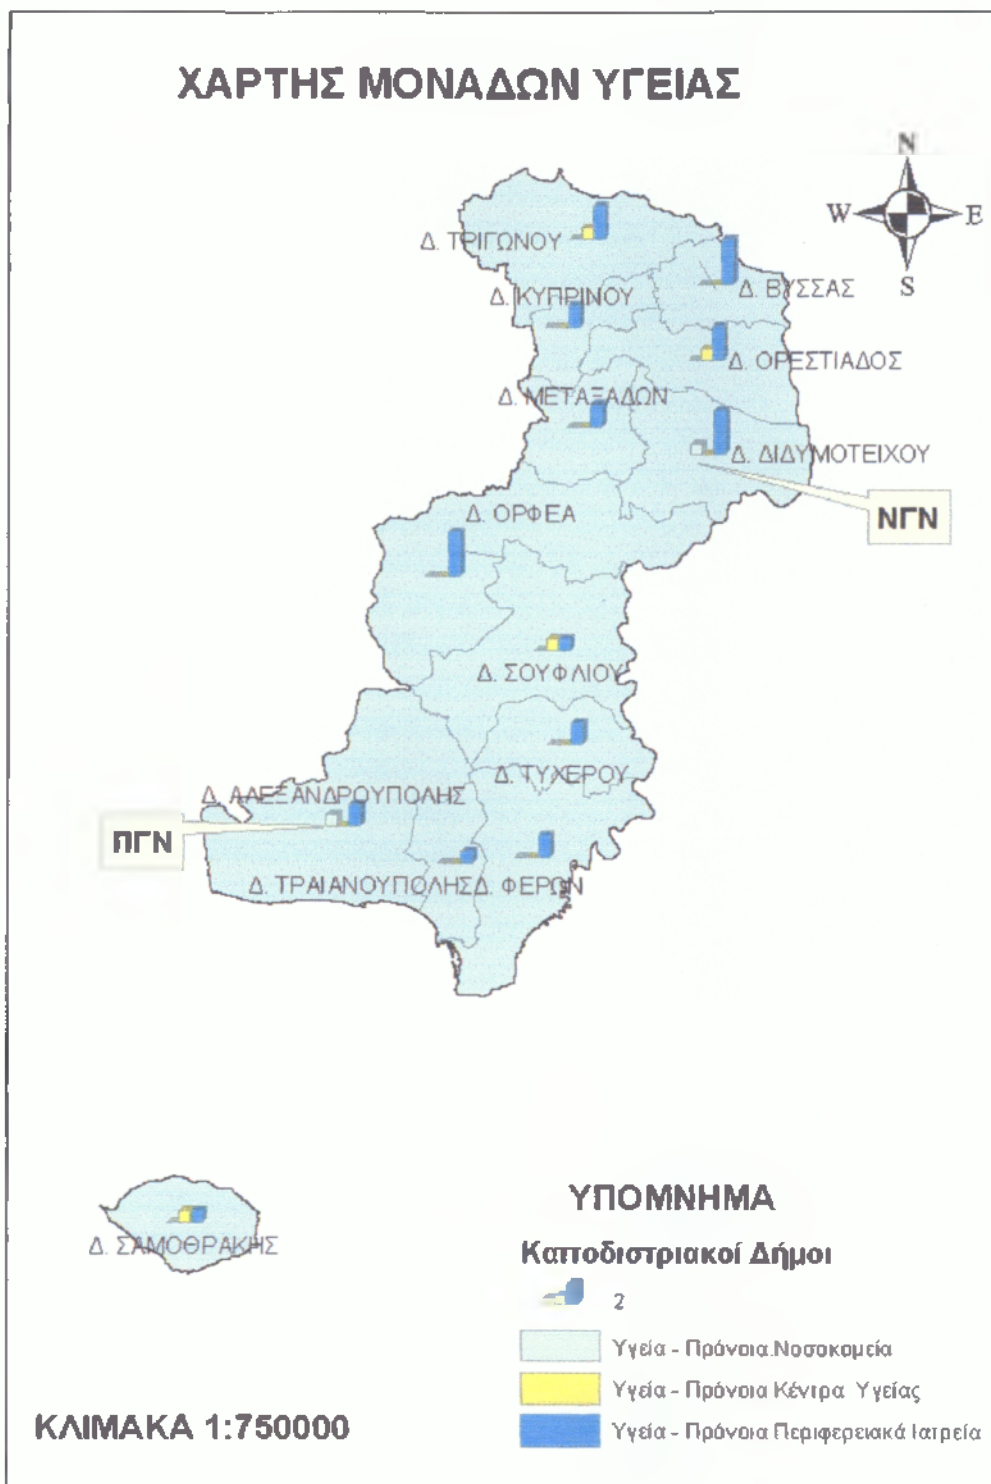 ΧΑΡΤΗΣ ΜΟΝΑΔΩΝ ΥΓΕΙΑΣ
N
W E
S
Δ. ΤΡΙΓΩΝΟΥ
Δ. ΒΥΣΣΑΣ
Δ. ΚΥΠΡΙΝΟΥ
Δ. ΟΡΕΣΤΙΑΔΟΣ
Δ. ΜΕΤΑΞΑΔΩΝ
Δ. ΔΙΔΥΜΟΤΕΙΧΟΥ
ΝΓΝ
Δ. ΟΡΦΕΑ
Δ. ΣΟΥΦΛΙΟΥ
Δ. ΤΥΧΕΡΟΥ
Δ. ΑΛΕΞΑΝΔΡΟΥΠΟΛΗΣ
ΠΓΝ
Δ. ΤΡΑΙΑΝΟΥΠΟΛΗΣ Δ. ΦΕΡΩΝ
Δ. ΣΑΜΟΘΡΑΚΗΣ
ΥΠΟΜΝΗΜΑ
Καποδιστριακοί Δήμοι
2
Υγεία - Πρόνοια.Νοσοκομεία
Υγεία - Πρόνοια Κέντρα Υγείας
Υγεία - Πρόνοια Περιφερειακά Ιατρεία
ΚΛΙΜΑΚΑ 1:750000